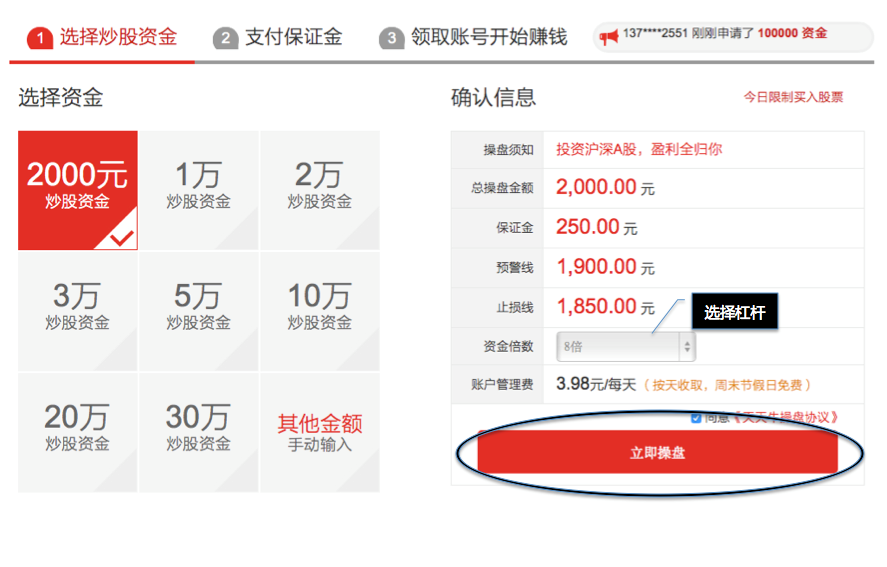 1 选择炒股资金
2 支付保证金
3 领取账号开始赚钱
137****2551 刚刚申请了 100000 资金
选择资金
2000元
炒股资金
1万
炒股资金
2万
炒股资金
3万
炒股资金
5万
炒股资金
10万
炒股资金
20万
炒股资金
30万
炒股资金
其他金额
手动输入
确认信息
今日限制买入股票
操盘须知 投资沪深A股，盈利全归你
总操盘金额 2,000.00 元
保证金 250.00 元
预警线 1,900.00 元
止损线 1,850.00 元
选择杠杆
资金倍数 8倍
账户管理费 3.98元/每天（按天收取，周末节假日免费）
同意《天天牛操盘协议》
立即操盘